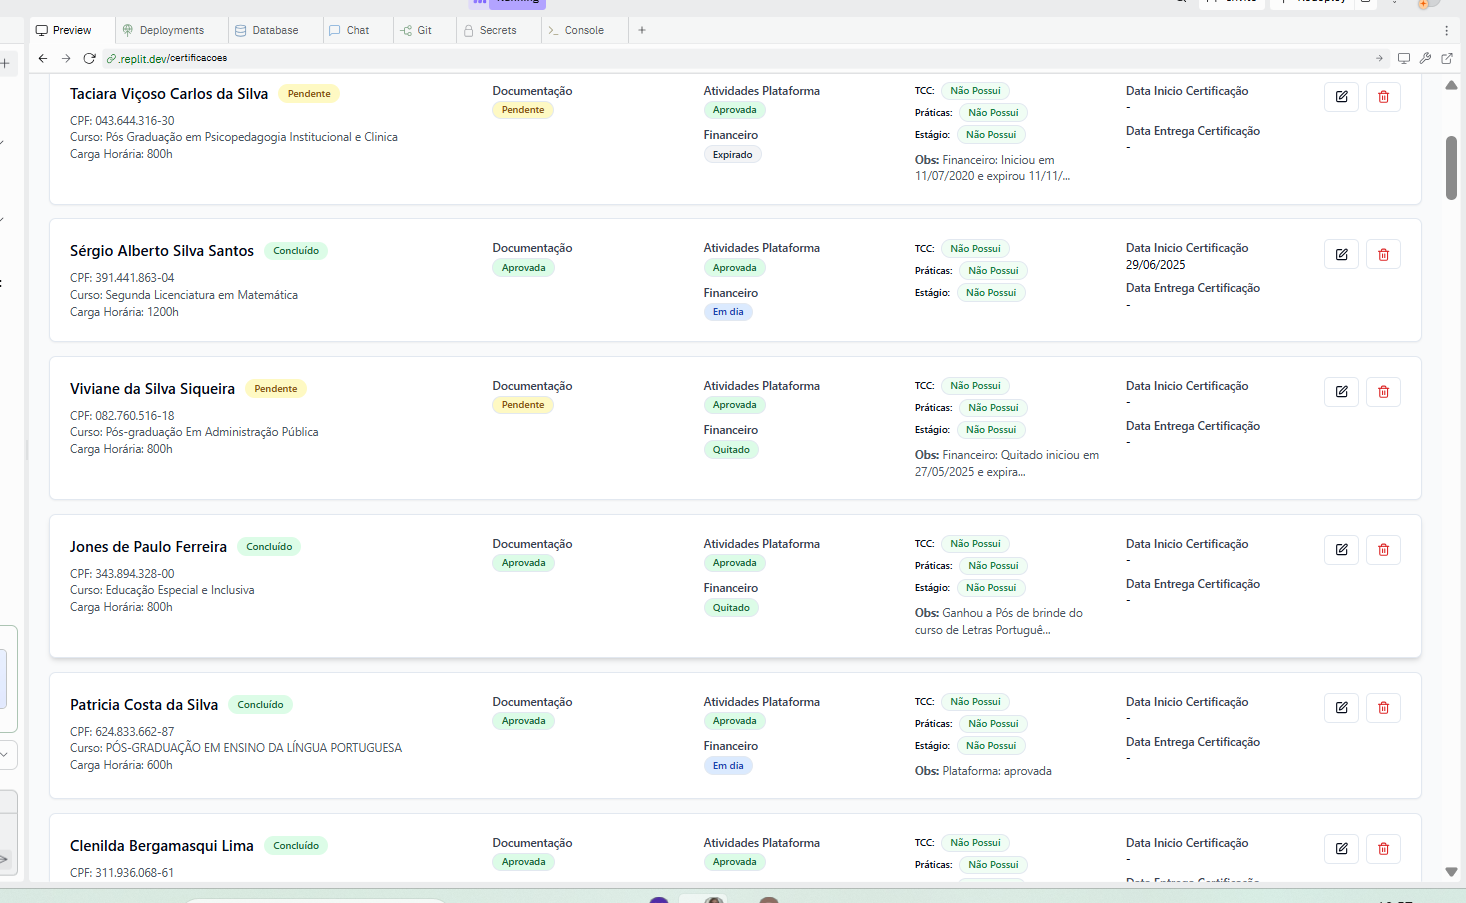 Preview
Deployments
Database
Chat
Git
Secrets
Console
.replit.dev/certificacoes
Taciara Viçoso Carlos da Silva Pendente
CPF: 043.644.316-30
Curso: Pós Graduação em Psicopedagogia Institucional e Clinica
Carga Horária: 800h
Documentação
Pendente
Atividades Plataforma
Aprovada
Financeiro
Expirado
TCC: Não Possui
Práticas: Não Possui
Estágio: Não Possui
Obs: Financeiro: Iniciou em
11/07/2020 e expirou 11/11/...
Data Inicio Certificação
-
Data Entrega Certificação
-
Sérgio Alberto Silva Santos Concluído
CPF: 391.441.863-04
Curso: Segunda Licenciatura em Matemática
Carga Horária: 1200h
Documentação
Aprovada
Atividades Plataforma
Aprovada
Financeiro
Em dia
TCC: Não Possui
Práticas: Não Possui
Estágio: Não Possui
Data Inicio Certificação
29/06/2025
Data Entrega Certificação
-
Viviane da Silva Siqueira Pendente
CPF: 082.760.516-18
Curso: Pós-graduação Em Administração Pública
Carga Horária: 800h
Documentação
Pendente
Atividades Plataforma
Aprovada
Financeiro
Quitado
TCC: Não Possui
Práticas: Não Possui
Estágio: Não Possui
Obs: Financeiro: Quitado iniciou em
27/05/2025 e expira...
Data Inicio Certificação
-
Data Entrega Certificação
-
Jones de Paulo Ferreira Concluído
CPF: 343.894.328-00
Curso: Educação Especial e Inclusiva
Carga Horária: 800h
Documentação
Aprovada
Atividades Plataforma
Aprovada
Financeiro
Quitado
TCC: Não Possui
Práticas: Não Possui
Estágio: Não Possui
Obs: Ganhou a Pós de brinde do
curso de Letras Portuguê...
Data Inicio Certificação
-
Data Entrega Certificação
-
Patricia Costa da Silva Concluído
CPF: 624.833.662-87
Curso: PÓS-GRADUAÇÃO EM ENSINO DA LÍNGUA PORTUGUESA
Carga Horária: 600h
Documentação
Aprovada
Atividades Plataforma
Aprovada
Financeiro
Em dia
TCC: Não Possui
Práticas: Não Possui
Estágio: Não Possui
Obs: Plataforma: aprovada
Data Inicio Certificação
-
Data Entrega Certificação
-
Clenilda Bergamasqui Lima Concluído
CPF: 311.936.068-61
Documentação
Aprovada
Atividades Plataforma
Aprovada
TCC: Não Possui
Práticas: Não Possui
Data Inicio Certificação
-
Data Entrega Certificação